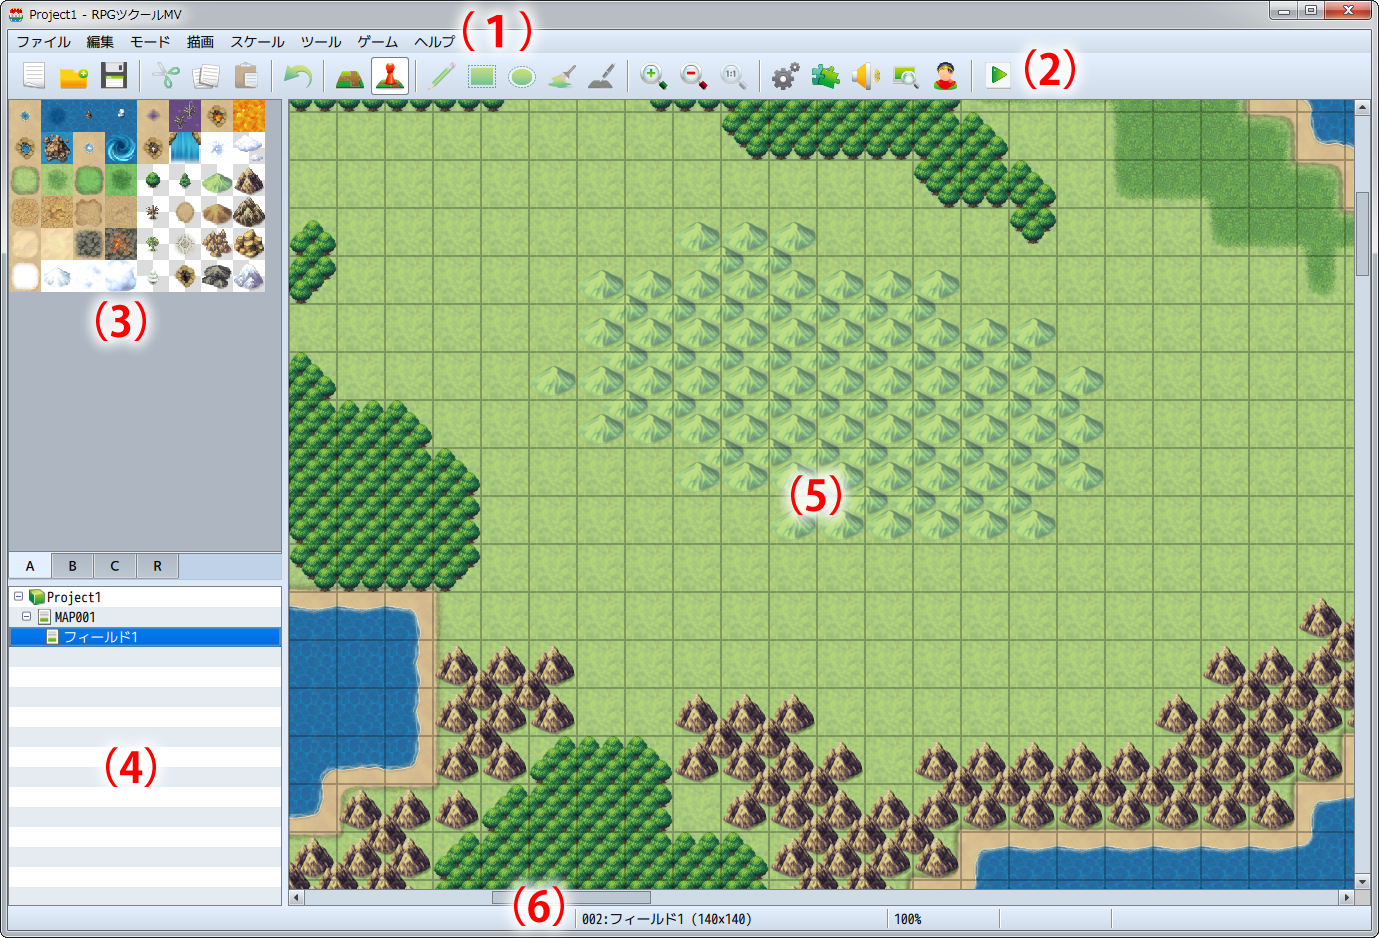 Project1 - RPGツクールMV
(1)
ファイル 編集 モード 描画 スケール ツール ゲーム ヘルプ
1:1
(2)
(3)
A B C R
Project1
MAP001
フィールド1
(4)
(5)
(6)
002:フィールド1 (140x140) 100%